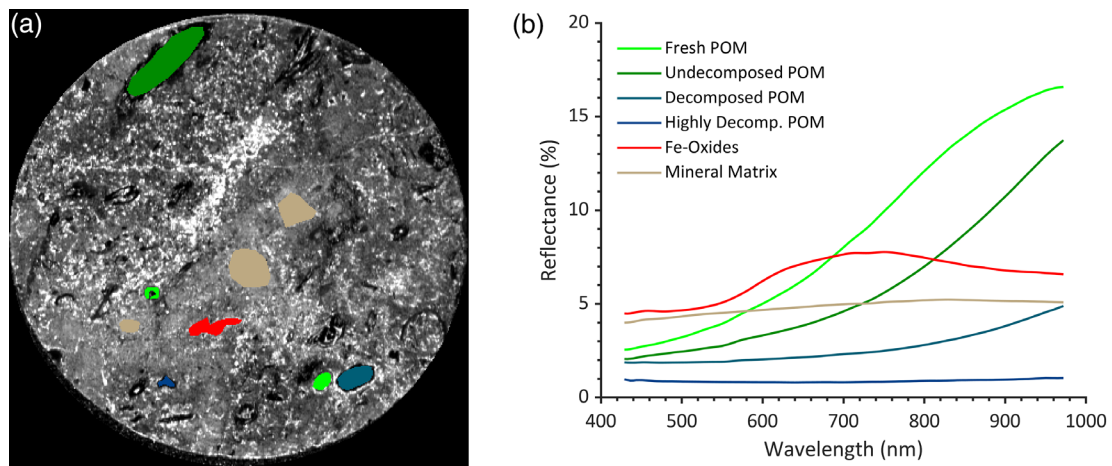 (a)
(b)
20
15
10
5
0
Reflectance (%)
Fresh POM
Undecomposed POM
Decomposed POM
Highly Decomp. POM
Fe-Oxides
Mineral Matrix
400 500 600 700 800 900 1000
Wavelength (nm)